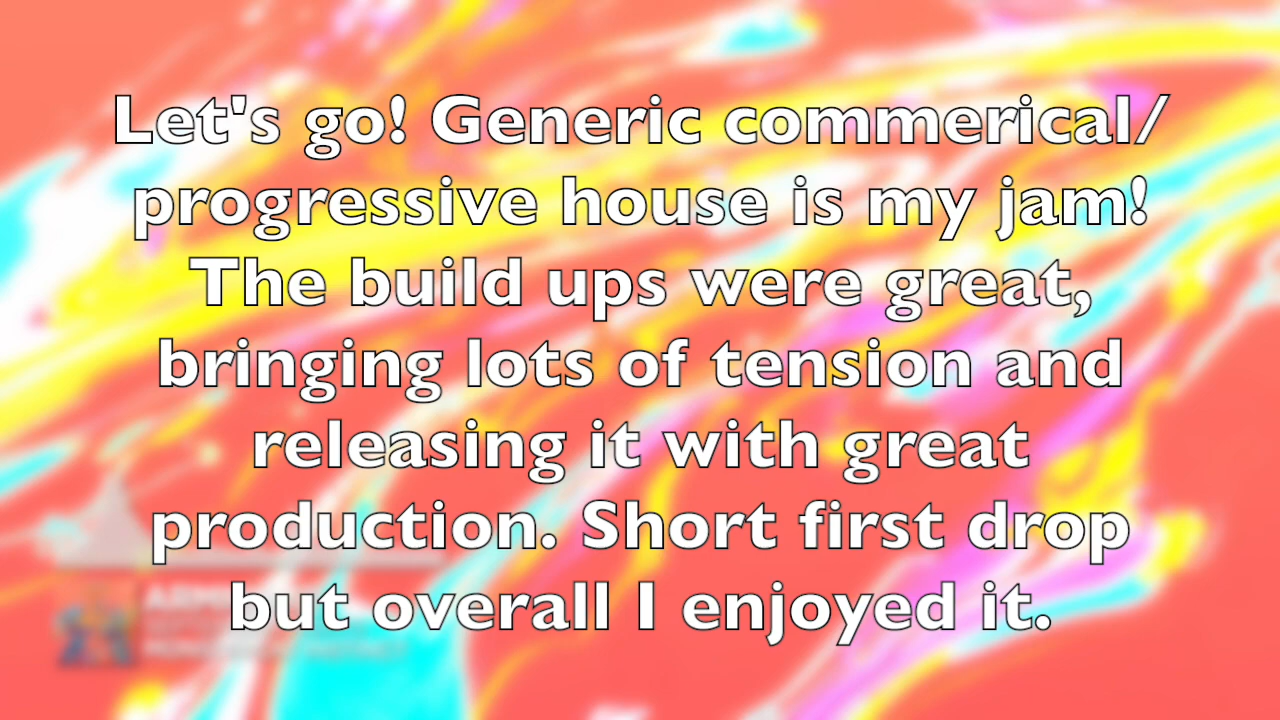 Let's go! Generic commerical/
progressive house is my jam!
The build ups were great,
bringing lots of tension and
releasing it with great
production. Short first drop
but overall I enjoyed it.